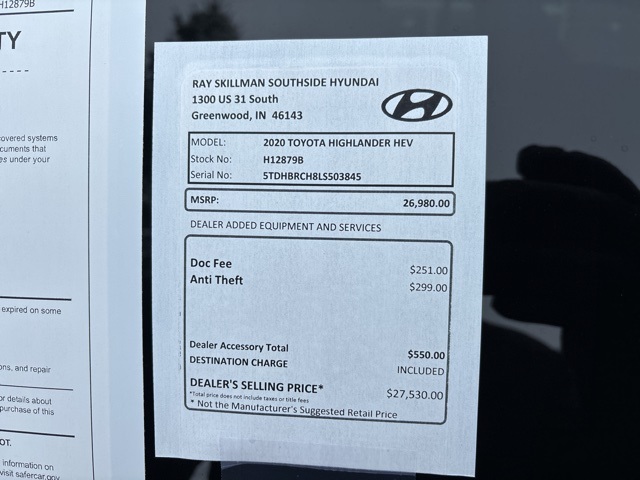 H12879B
TY
overed systems
cuments that
es under your
expired on some
ons, and repair
or details about
purchase of this
OT.
information on
visit safercar.gov
RAY SKILLMAN SOUTHSIDE HYUNDAI
1300 US 31 South
Greenwood, IN 46143
MODEL: 2020 TOYOTA HIGHLANDER HEV
Stock No: H12879B
Serial No: 5TDHBRCH8LS503845
MSRP: 26,980.00
DEALER ADDED EQUIPMENT AND SERVICES
Doc Fee $251.00
Anti Theft $299.00
Dealer Accessory Total $550.00
DESTINATION CHARGE INCLUDED
DEALER'S SELLING PRICE* $27,530.00
*Total price does not include taxes or title fees
* Not the Manufacturer's Suggested Retail Price